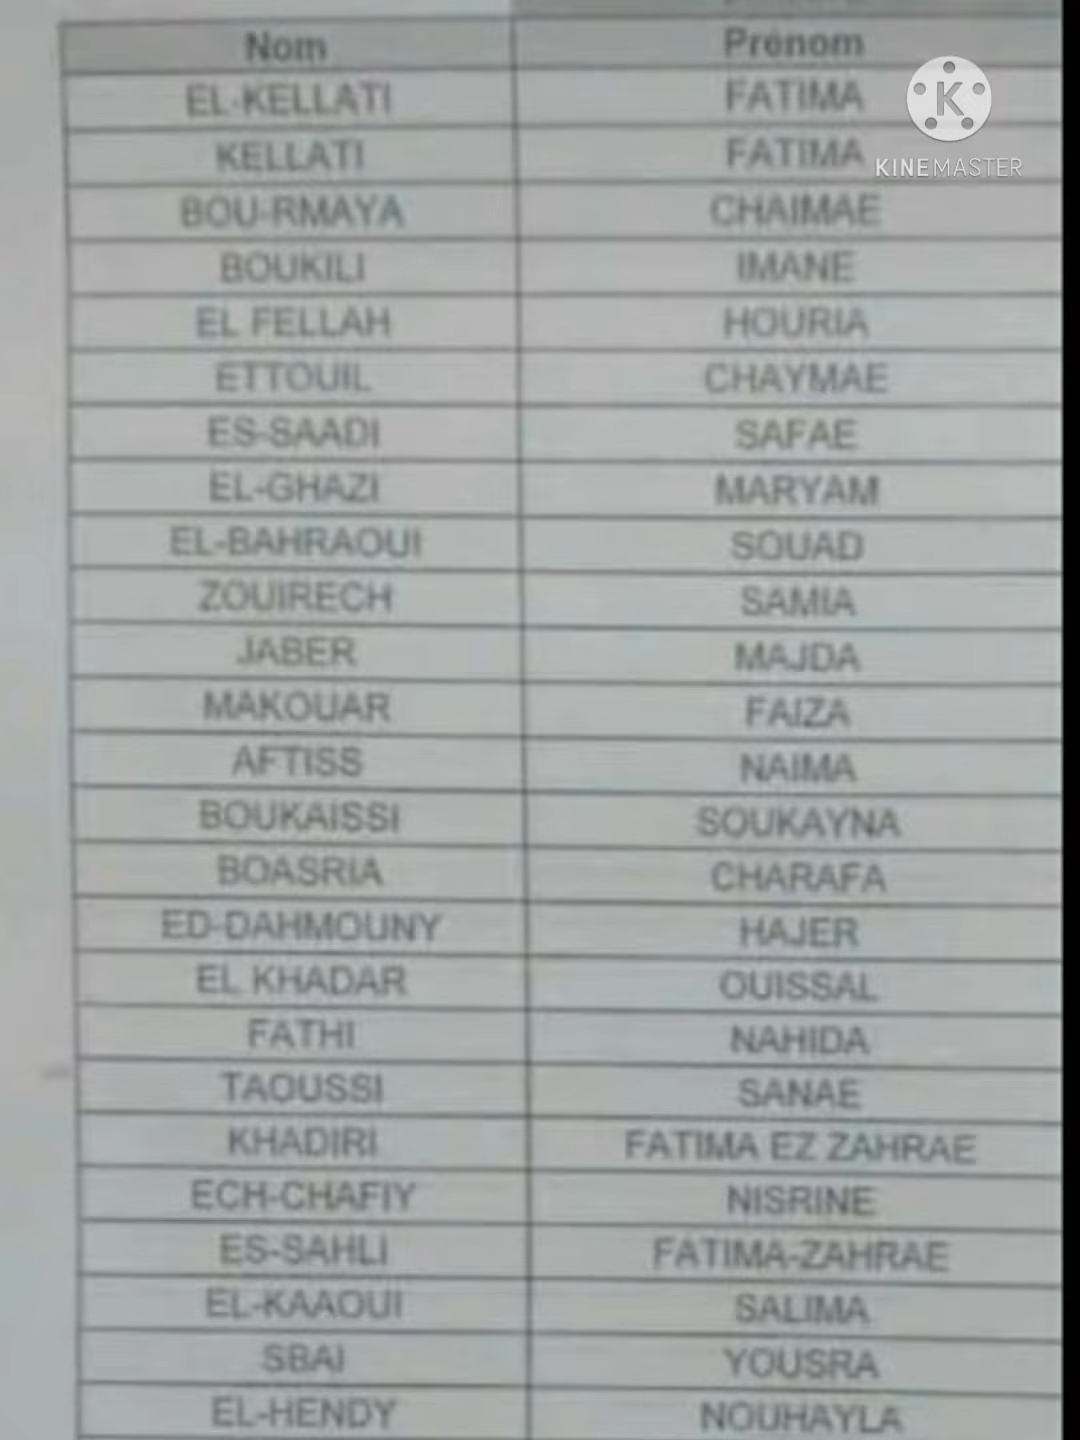 Nom Prénom
EL-KELLATI FATIMA
KELLATI FATIMA
BOU-RMAYA CHAIMAE
BOUKILI IMANE
EL FELLAH HOURIA
ETTOUIL CHAYMAE
ES-SAADI SAFAE
EL-GHAZI MARYAM
EL-BAHRAOUI SOUAD
ZOUIRECH SAMIA
JABER MAJDA
MAKOUAR FAIZA
AFTISS NAIMA
BOUKAISSI SOUKAYNA
BOASRIA CHARAFA
ED-DAHMOUNY HAJER
EL KHADAR OUISSAL
FATHI NAHIDA
TAOUSSI SANAE
KHADIRI FATIMA EZ ZAHRAE
ECH-CHAFIY NISRINE
ES-SAHLI FATIMA-ZAHRAE
EL-KAAOUI SALIMA
SBAI YOUSRA
EL-HENDY NOUHAYLA
K
KINEMASTER